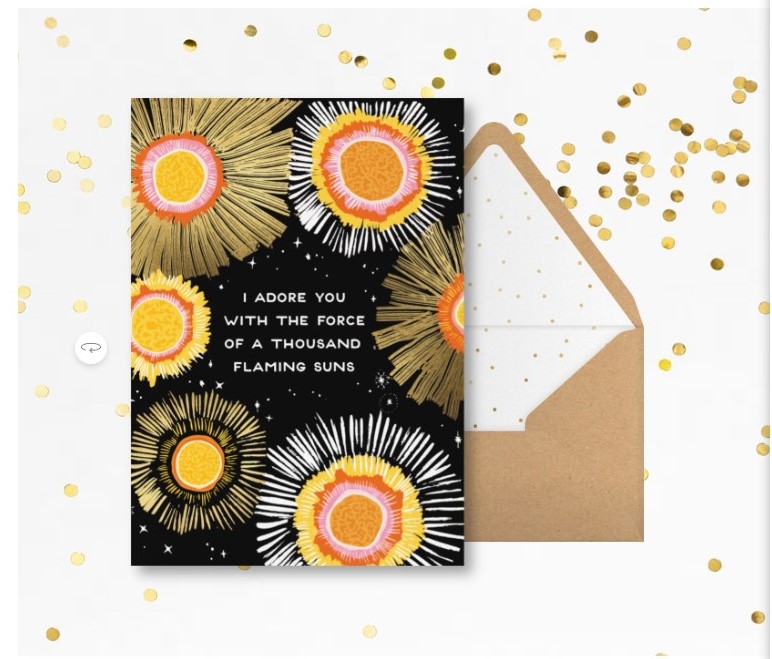 I ADORE YOU
WITH THE FORCE
OF A THOUSAND
FLAMING SUNS